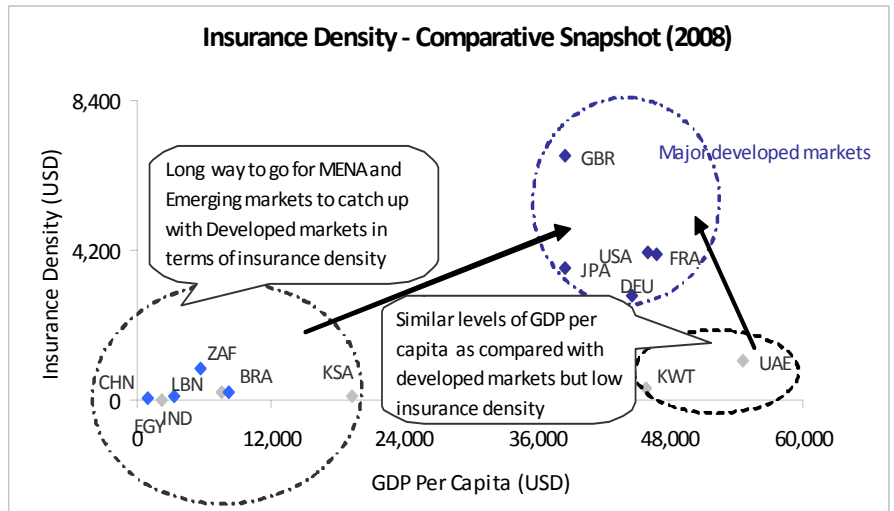 Insurance Density - Comparative Snapshot (2008)
8,400
4,200
0
Insurance Density (USD)
Long way to go for MENA and
Emerging markets to catch up
with Developed markets in
terms of insurance density
GBR
Major developed markets
USA
FRA
JPA
DEU
Similar levels of GDP per
capita as compared with
developed markets but low
insurance density
KWT
UAE
CHN
LBN
ZAF
BRA
KSA
EGY
IND
0
12,000
24,000
36,000
48,000
60,000
GDP Per Capita (USD)